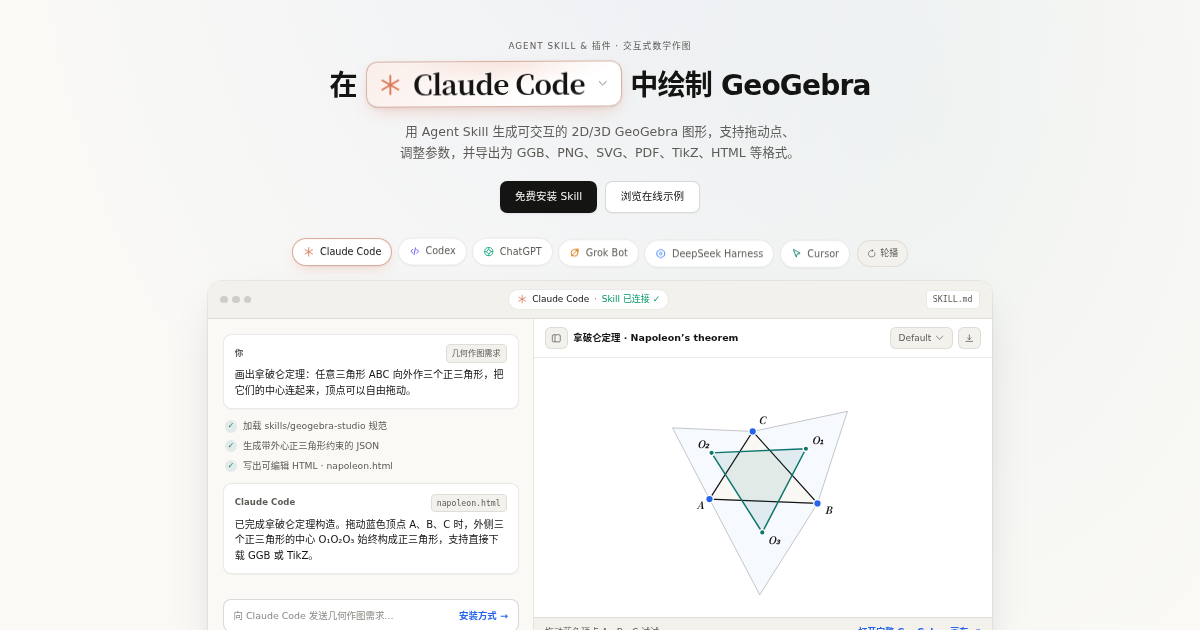 AGENT SKILL & 插件 · 交互式数学作图
在 Claude Code 中绘制 GeoGebra
用 Agent Skill 生成可交互的 2D/3D GeoGebra 图形，支持拖动点、
调整参数，并导出为 GGB、PNG、SVG、PDF、TikZ、HTML 等格式。
免费安装 Skill 浏览在线示例
Claude Code Codex ChatGPT Grok Bot DeepSeek Harness Cursor 轮播
Claude Code · Skill 已连接 ✓ SKILL.md
你 几何作图需求
画出拿破仑定理：任意三角形 ABC 向外作三个正三角形，把
它们的中心连起来，顶点可以自由拖动。
✓ 加载 skills/geogebra-studio 规范
✓ 生成带外心正三角形约束的 JSON
✓ 写出可编辑 HTML · napoleon.html
Claude Code napoleon.html
已完成拿破仑定理构造。拖动蓝色顶点 A、B、C 时，外侧三
个正三角形的中心 O₁O₂O₃ 始终构成正三角形，支持直接下
载 GGB 或 TikZ。
向 Claude Code 发送几何作图需求... 安装方式 →
拿破仑定理 · Napoleon’s theorem Default
C
O₂ O₁
A B
O₃